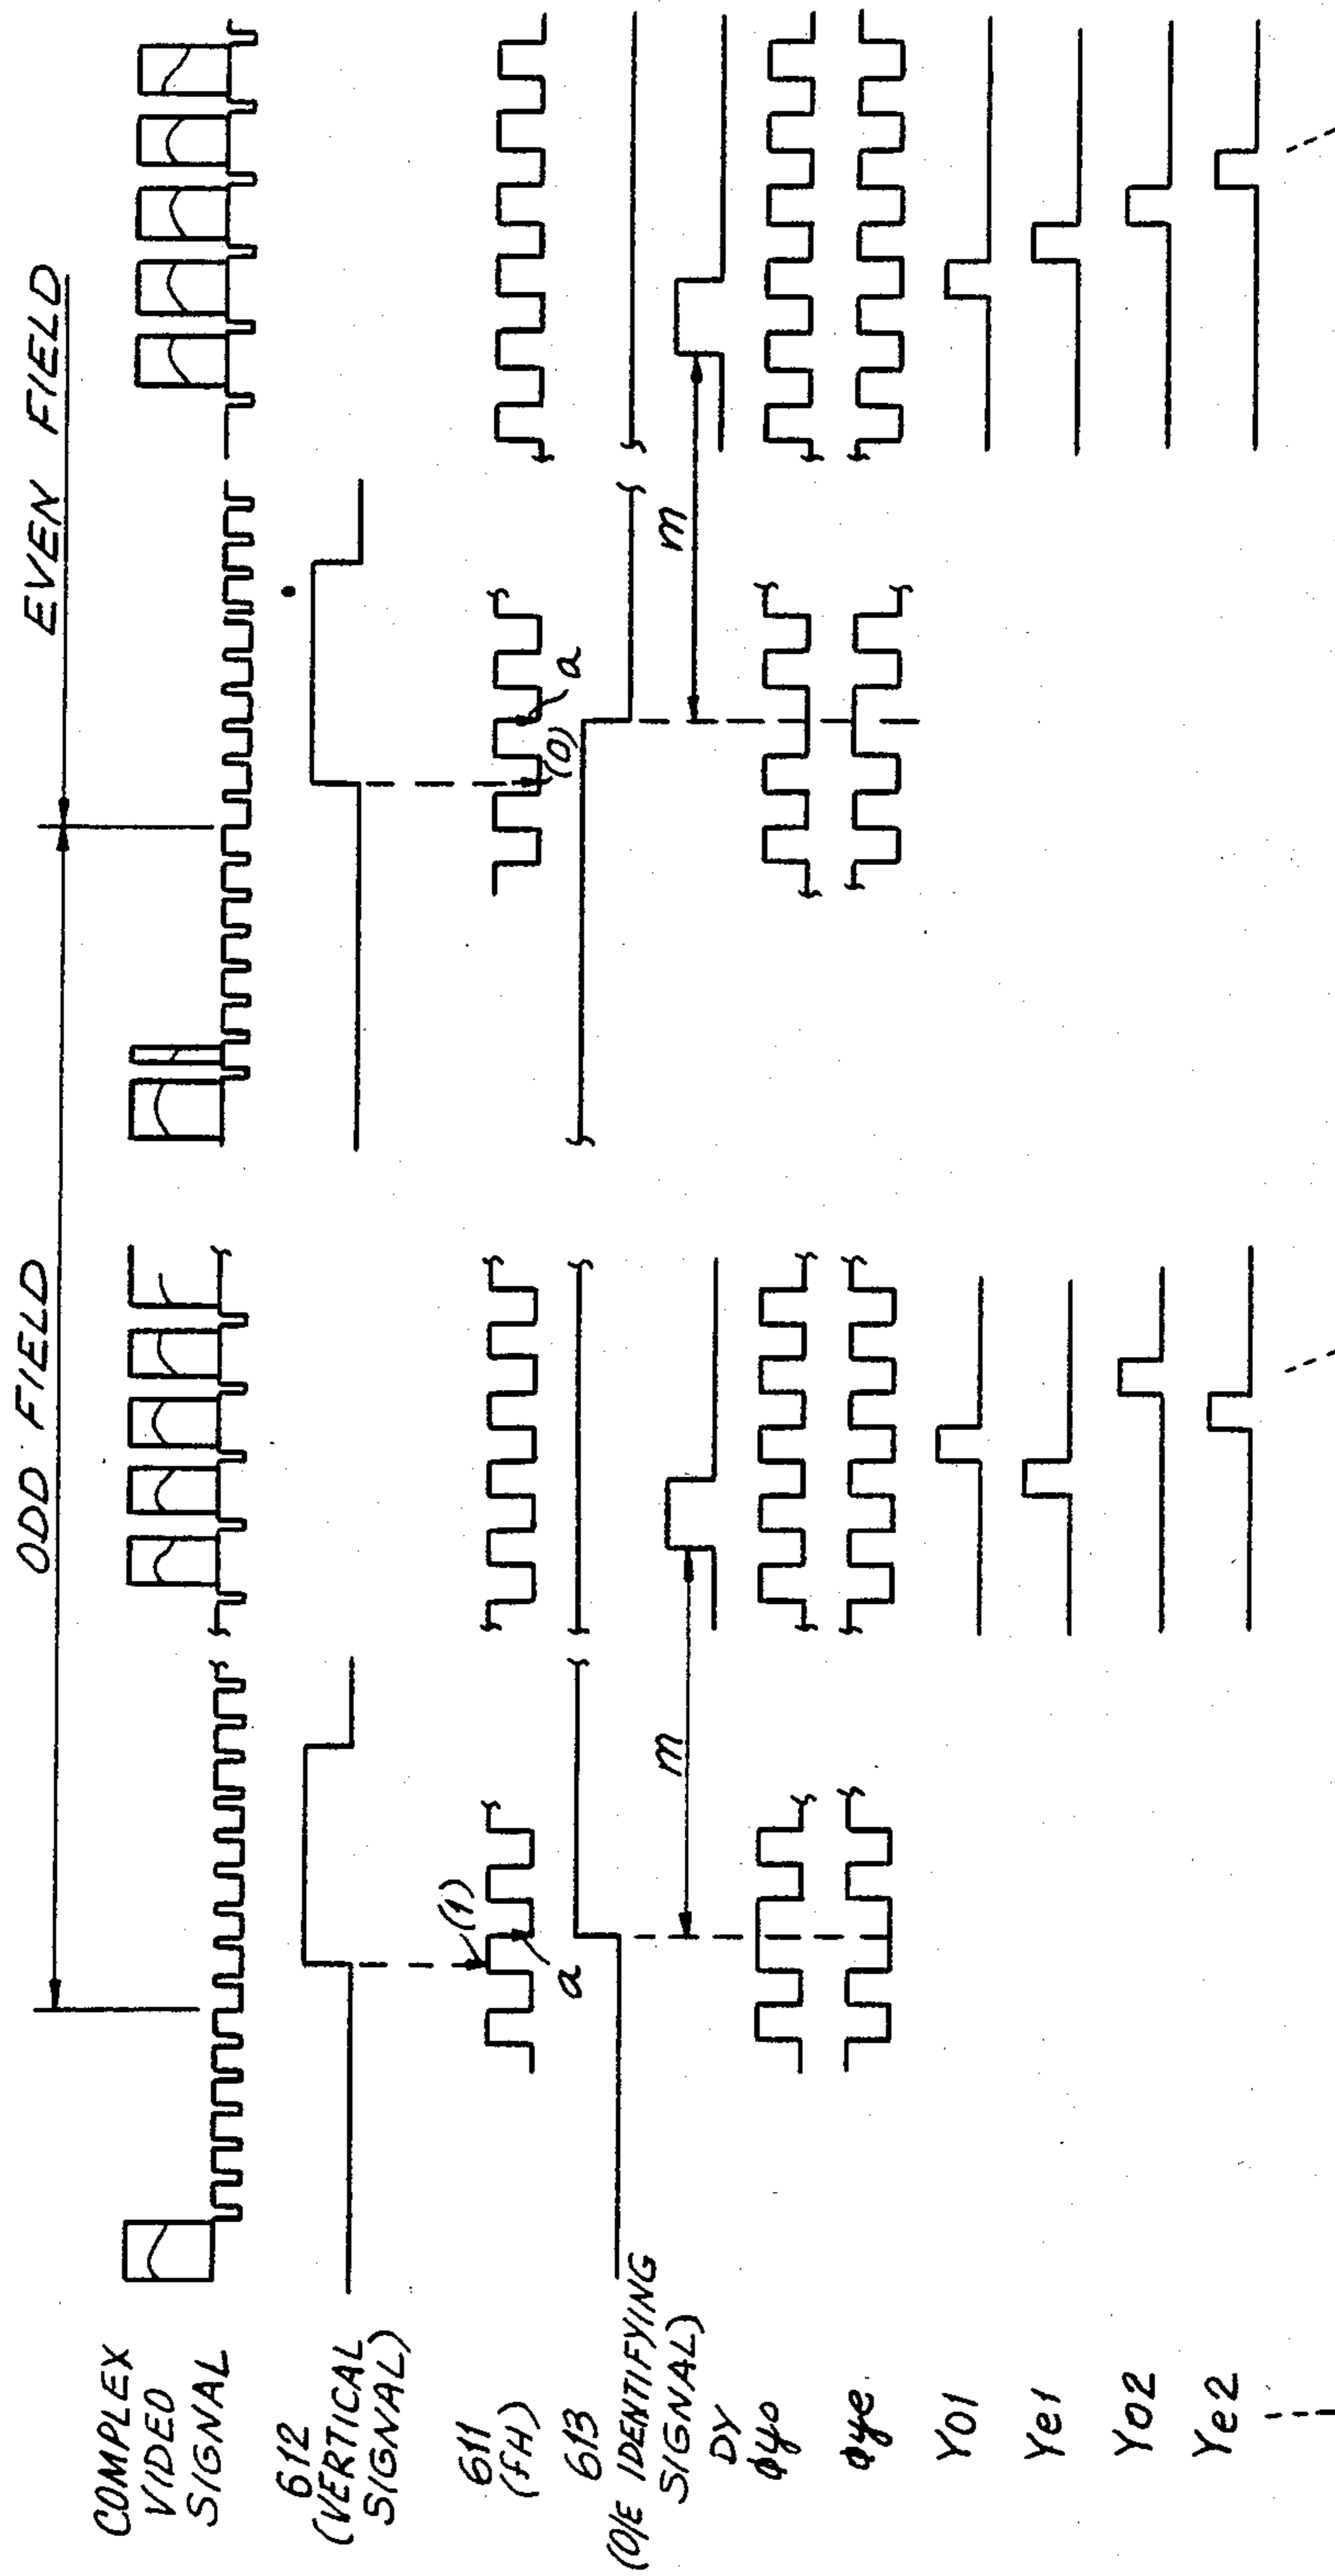 ODD FIELD
EVEN FIELD
COMPLEX
VIDEO
SIGNAL
612
(VERTICAL
SIGNAL)
611
(fH)
(1)
a
(0)
a
613
(O/E IDENTIFYING
SIGNAL)
DY
m
m
φyo
φye
Yo1
Ye1
Yo2
Ye2